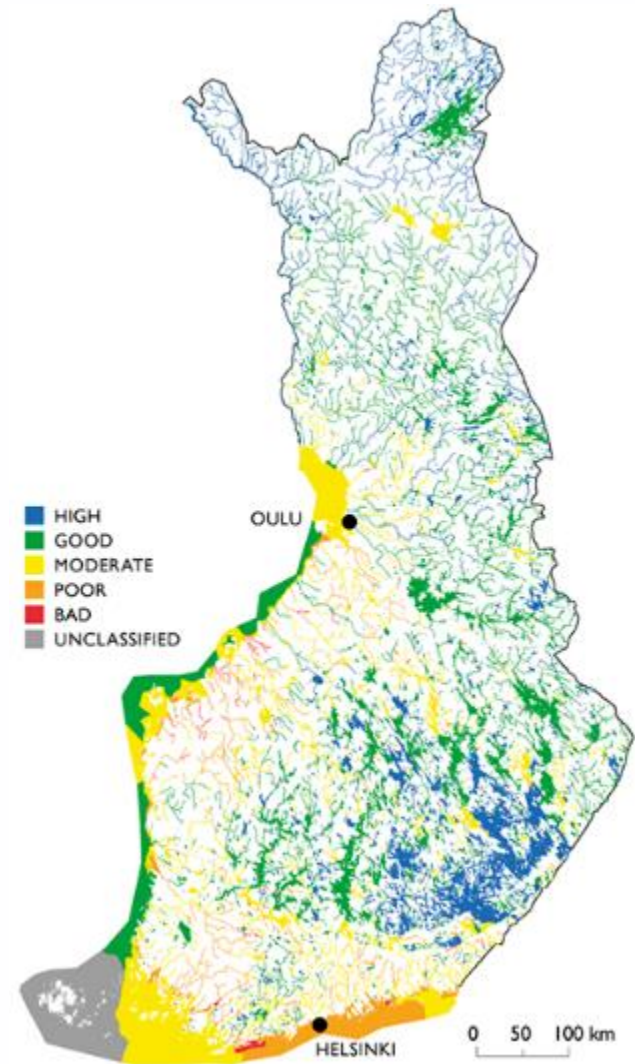 OULU
HIGH
GOOD
MODERATE
POOR
BAD
UNCLASSIFIED
HELSINKI
0 50 100 km